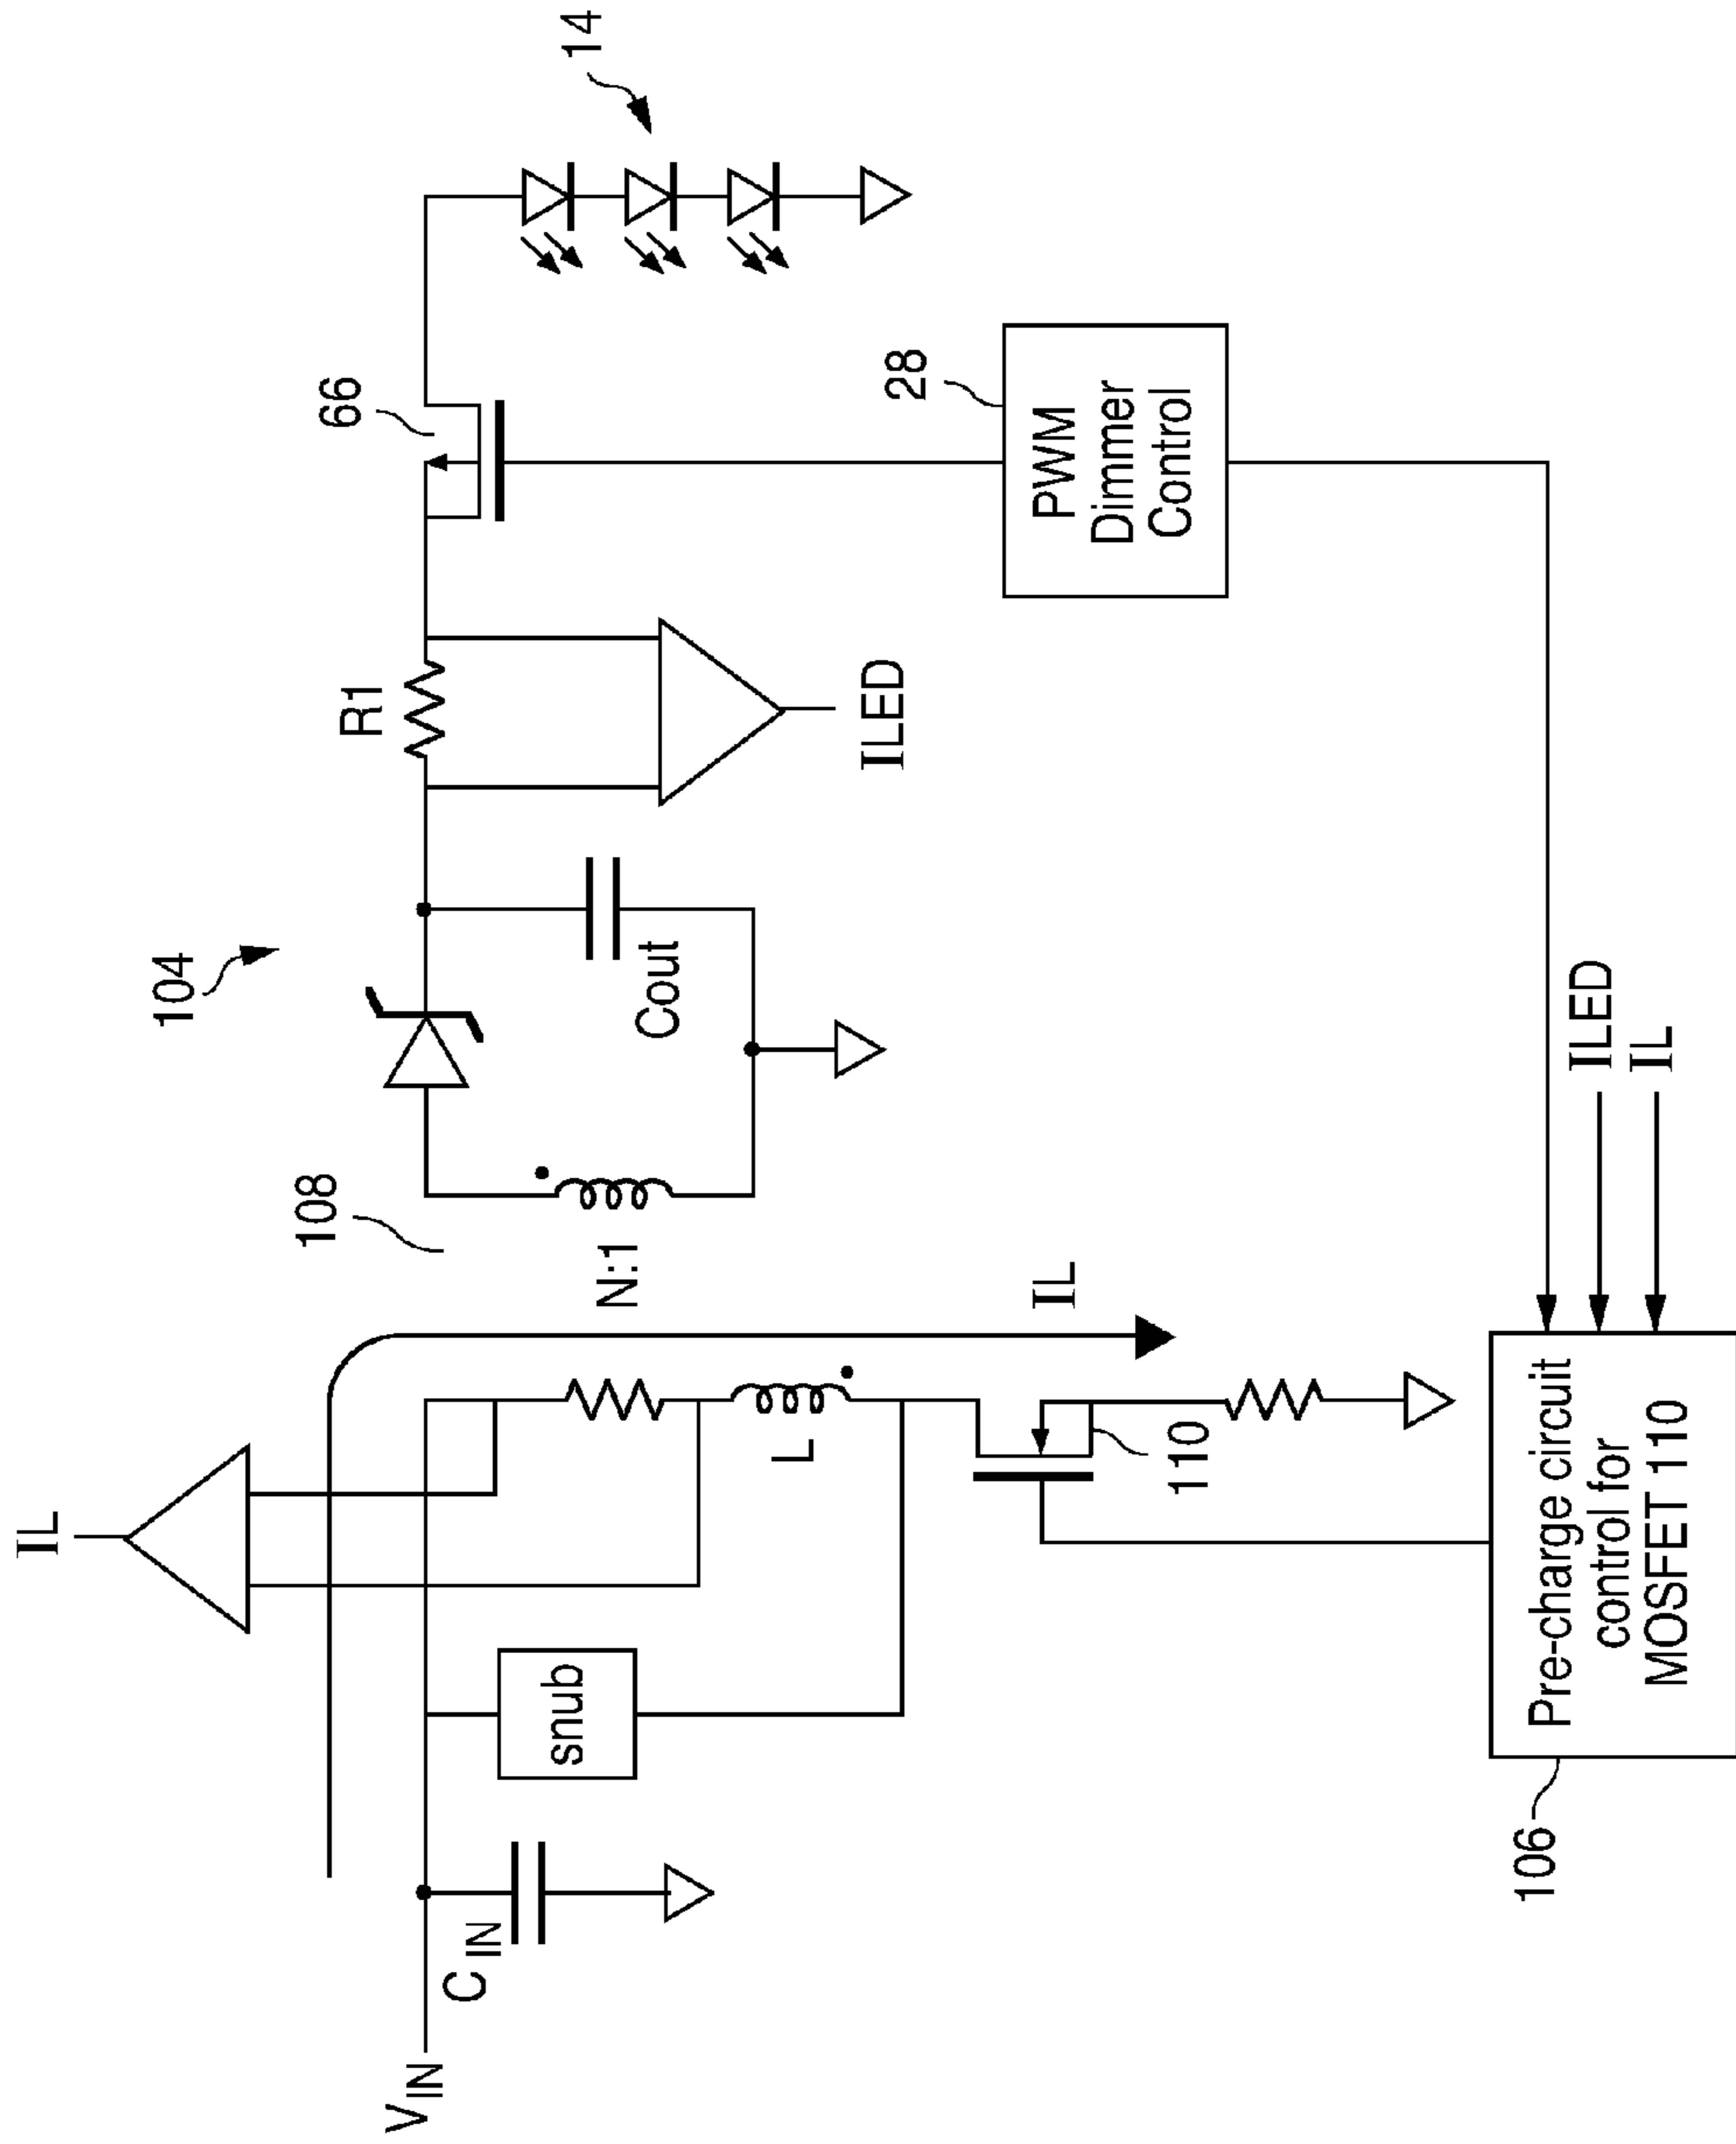 IL
VIN
CIN
snub
L
IL
110
106
Pre-charge circuit
control for
MOSFET 110
N:1
108
104
Cout
R1
ILED
66
14
28
PWM
Dimmer
Control
ILED
IL